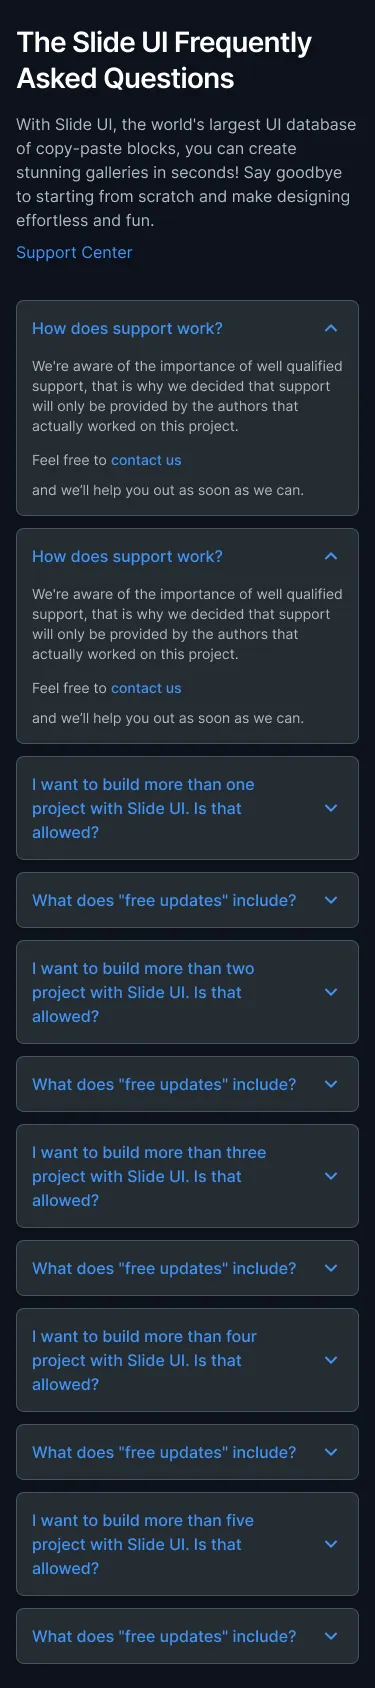 The Slide UI Frequently
Asked Questions
With Slide UI, the world's largest UI database
of copy-paste blocks, you can create
stunning galleries in seconds! Say goodbye
to starting from scratch and make designing
effortless and fun.
Support Center
How does support work?
We're aware of the importance of well qualified
support, that is why we decided that support
will only be provided by the authors that
actually worked on this project.
Feel free to contact us
and we'll help you out as soon as we can.
How does support work?
We're aware of the importance of well qualified
support, that is why we decided that support
will only be provided by the authors that
actually worked on this project.
Feel free to contact us
and we'll help you out as soon as we can.
I want to build more than one
project with Slide UI. Is that
allowed?
What does "free updates" include?
I want to build more than two
project with Slide UI. Is that
allowed?
What does "free updates" include?
I want to build more than three
project with Slide UI. Is that
allowed?
What does "free updates" include?
I want to build more than four
project with Slide UI. Is that
allowed?
What does "free updates" include?
I want to build more than five
project with Slide UI. Is that
allowed?
What does "free updates" include?